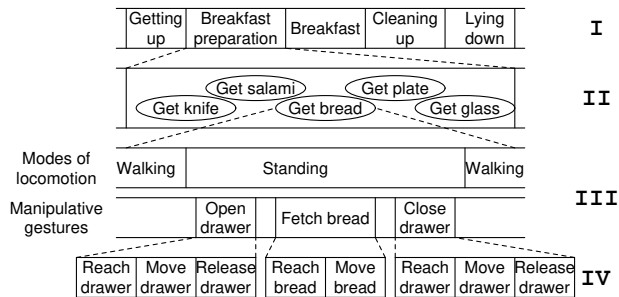 Getting up
Breakfast preparation
Breakfast
Cleaning up
Lying down
I
Get salami
Get plate
Get knife
Get bread
Get glass
II
Modes of locomotion
Walking
Standing
Walking
III
Manipulative gestures
Open drawer
Fetch bread
Close drawer
Reach drawer
Move drawer
Release drawer
Reach bread
Move bread
Reach drawer
Move drawer
Release drawer
IV